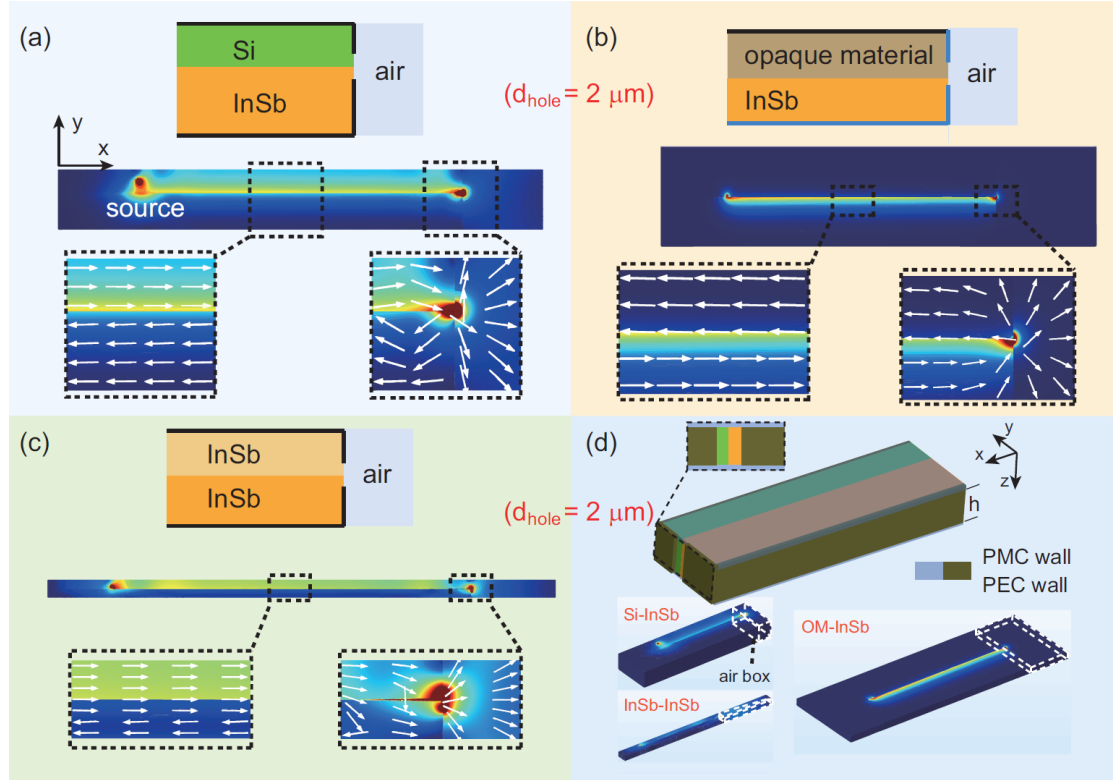 (a)
Si
InSb
air
y
x
source
(d_hole = 2 μm)
(b)
opaque material
InSb
air
(c)
InSb
InSb
air
(d_hole = 2 μm)
(d)
y
x
z
h
PMC wall
PEC wall
Si-InSb
air box
InSb-InSb
OM-InSb